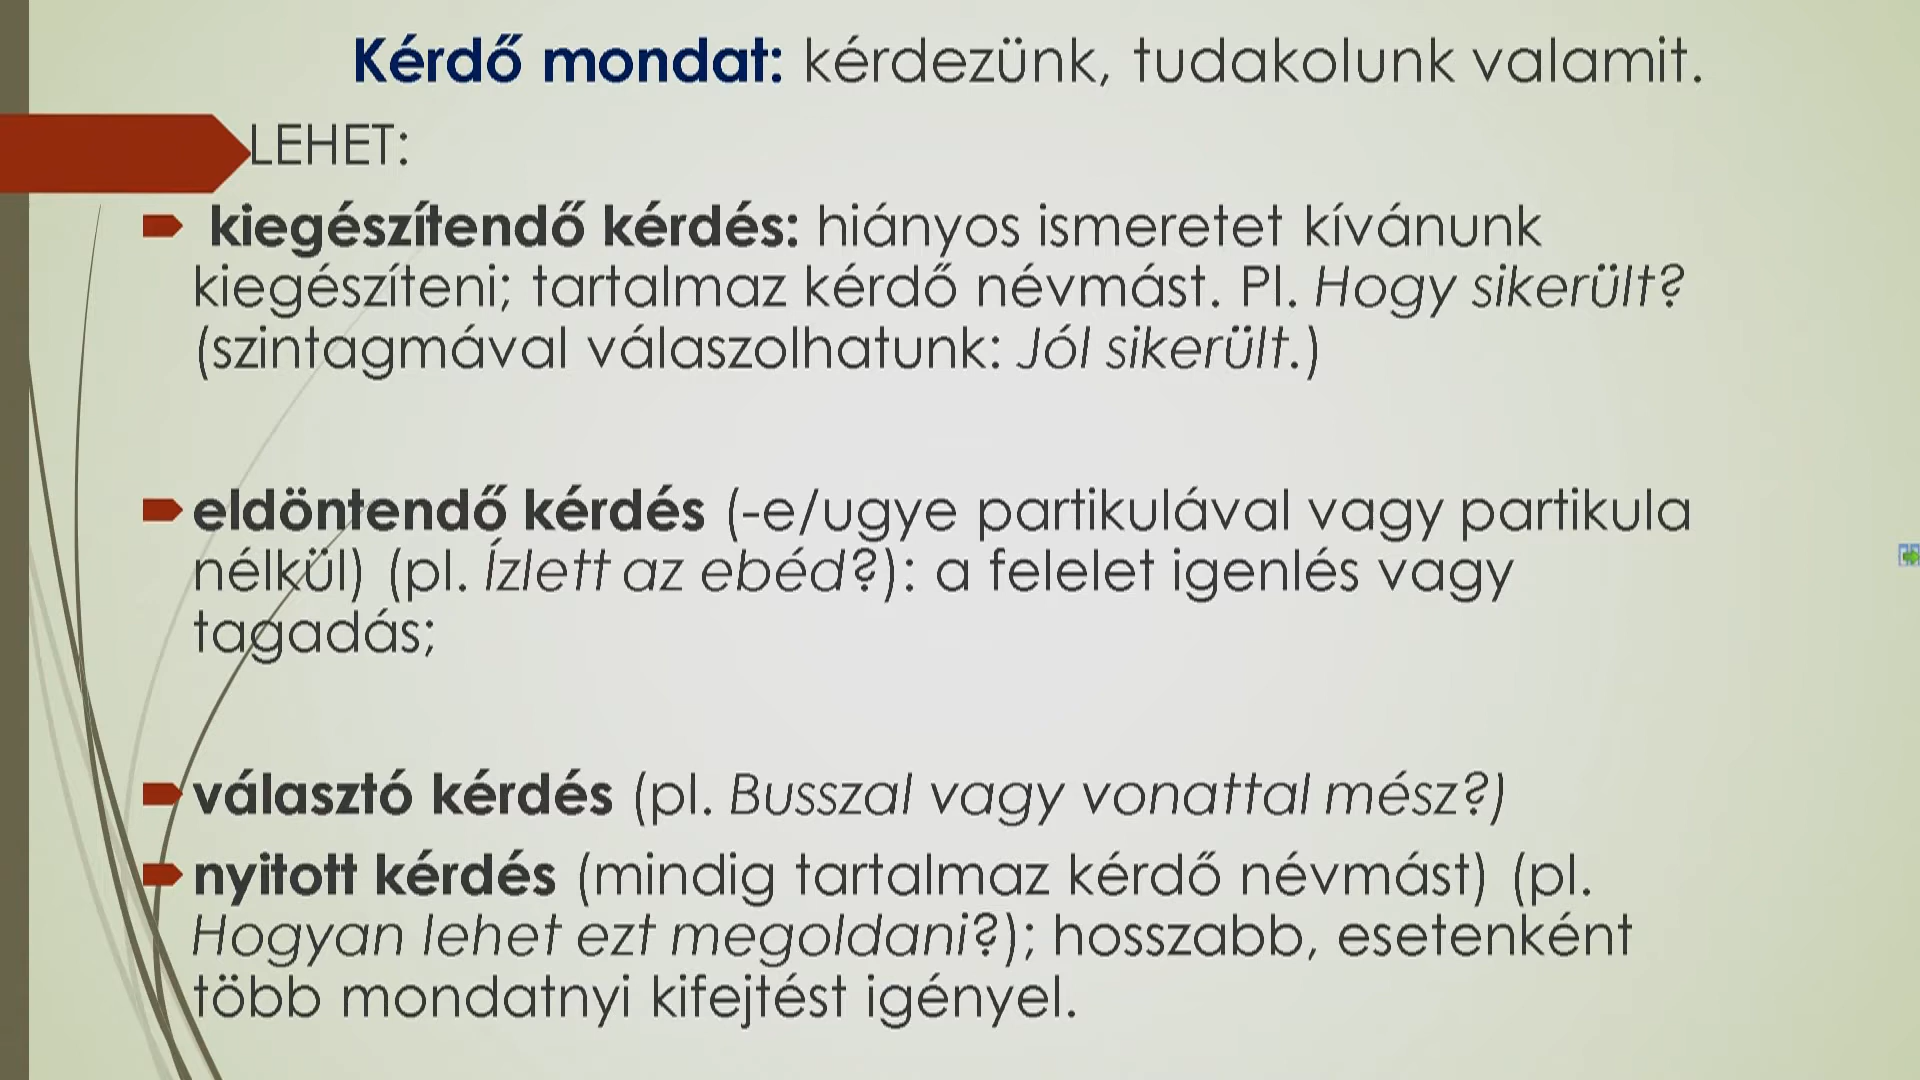 Kérdő mondat: kérdezünk, tudakolunk valamit.
LEHET:
kiegészítendő kérdés: hiányos ismeretet kívánunk
kiegészíteni; tartalmaz kérdő névmást. Pl. Hogy sikerült?
(szintagmával válaszolhatunk: Jól sikerült.)
eldöntendő kérdés (-e/ugye partikulával vagy partikula
nélkül) (pl. Ízlett az ebéd?): a felelet igenlés vagy
tagadás;
választó kérdés (pl. Busszal vagy vonattal mész?)
nyitott kérdés (mindig tartalmaz kérdő névmást) (pl.
Hogyan lehet ezt megoldani?); hosszabb, esetenként
több mondatnyi kifejtést igényel.